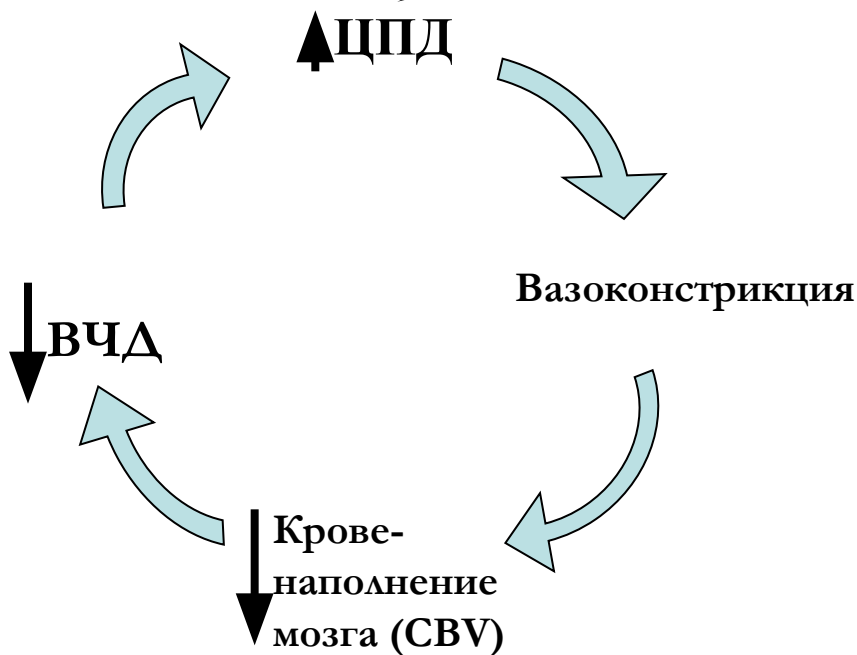 ЦПД
Вазоконстрикция
ВЧД
Крове-
наполнение
мозга (CBV)